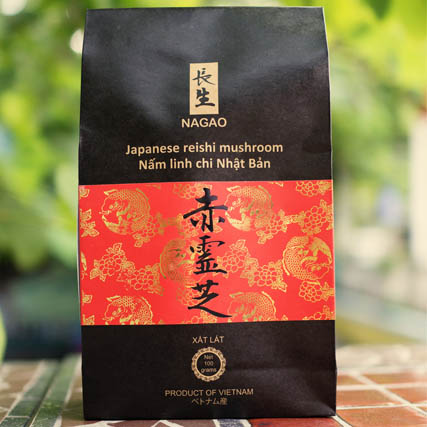 長生
NAGAO
Japanese reishi mushroom
Nấm linh chi Nhật Bản
赤霊芝
XẮT LÁT
Net
100
grams
PRODUCT OF VIETNAM
ベトナム産